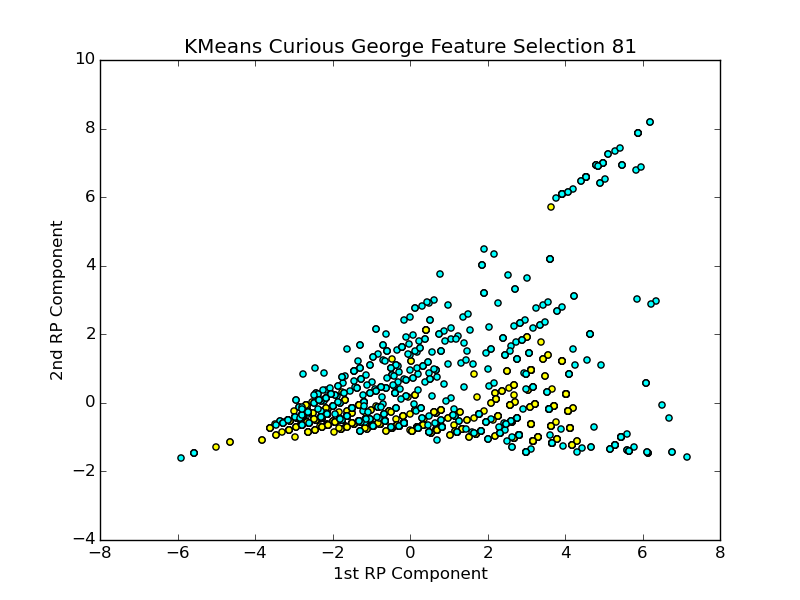 KMeans Curious George Feature Selection 81
10
8
6
4
2
0
−2
−4
2nd RP Component
−8 −6 −4 −2 0 2 4 6 8
1st RP Component